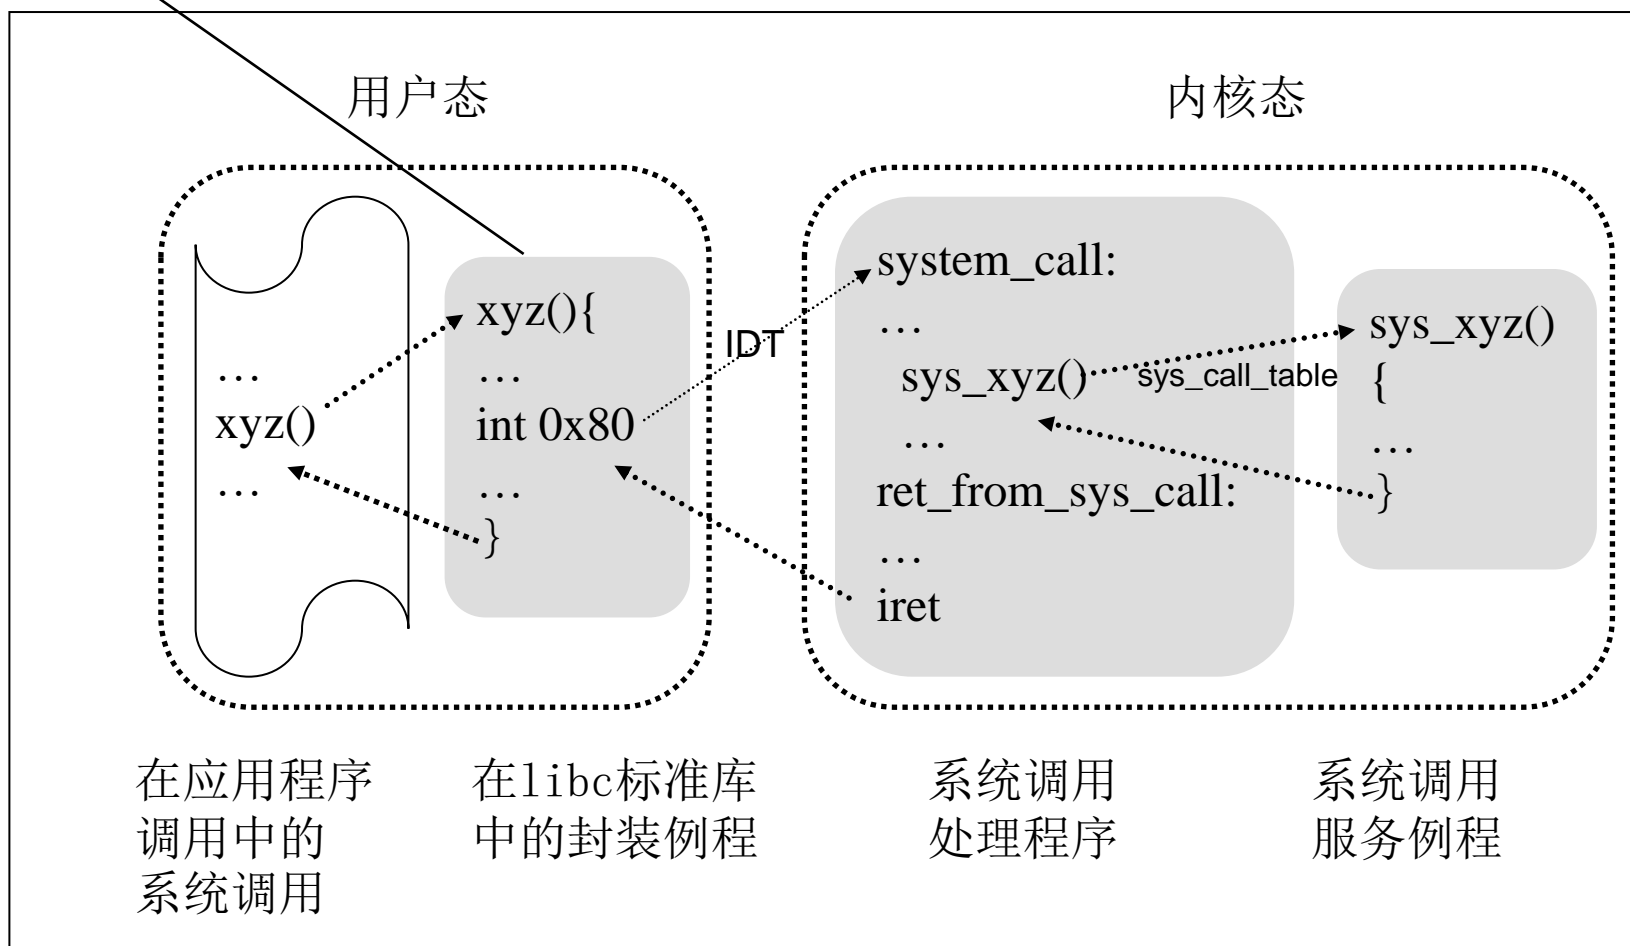 用户态
内核态
…
xyz()
…
xyz(){
…
int 0x80
…
}
IDT
system_call:
…
sys_xyz()
…
ret_from_sys_call:
…
iret
sys_call_table
sys_xyz()
{
…
}
在应用程序
调用中的
系统调用
在libc标准库
中的封装例程
系统调用
处理程序
系统调用
服务例程